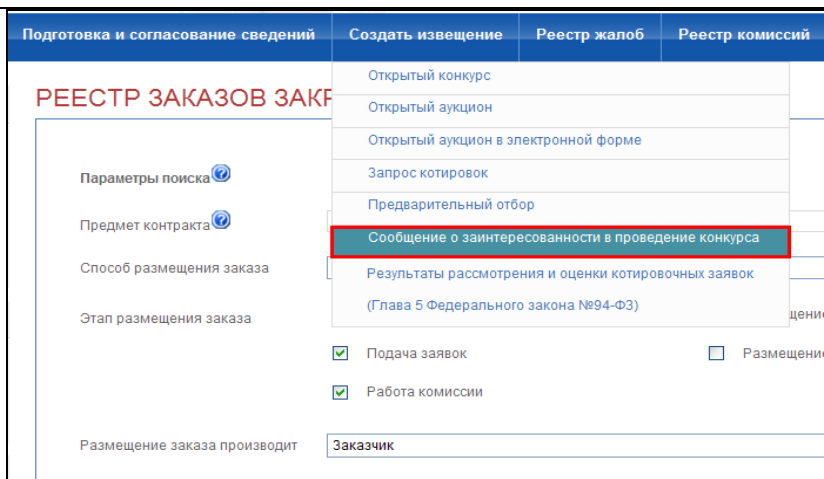 Подготовка и согласование сведений Создать извещение Реестр жалоб Реестр комиссий
Открытый конкурс
РЕЕСТР ЗАКАЗОВ ЗАКР
Открытый аукцион
Открытый аукцион в электронной форме
Параметры поиска
Запрос котировок
Предварительный отбор
Предмет контракта
Сообщение о заинтересованности в проведение конкурса
Способ размещения заказа
Результаты рассмотрения и оценки котировочных заявок
(Глава 5 Федерального закона №94-ФЗ)
Этап размещения заказа
Подача заявок Размещени
Работа комиссии
Размещение заказа производит Заказчик